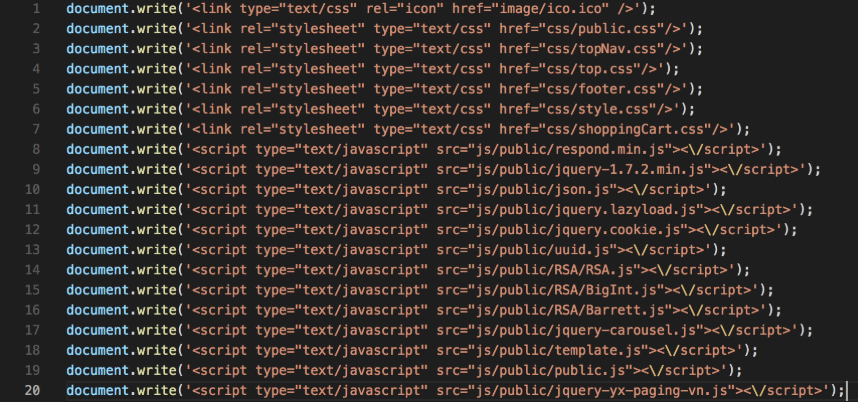 1 document.write('<link type="text/css" rel="icon" href="image/ico.ico" />');
2 document.write('<link rel="stylesheet" type="text/css" href="css/public.css"/>');
3 document.write('<link rel="stylesheet" type="text/css" href="css/topNav.css"/>');
4 document.write('<link rel="stylesheet" type="text/css" href="css/top.css"/>');
5 document.write('<link rel="stylesheet" type="text/css" href="css/footer.css"/>');
6 document.write('<link rel="stylesheet" type="text/css" href="css/style.css"/>');
7 document.write('<link rel="stylesheet" type="text/css" href="css/shoppingCart.css"/>');
8 document.write('<script type="text/javascript" src="js/public/respond.min.js"><\/script>');
9 document.write('<script type="text/javascript" src="js/public/jquery-1.7.2.min.js"><\/script>');
10 document.write('<script type="text/javascript" src="js/public/json.js"><\/script>');
11 document.write('<script type="text/javascript" src="js/public/jquery.lazyload.js"><\/script>');
12 document.write('<script type="text/javascript" src="js/public/jquery.cookie.js"><\/script>');
13 document.write('<script type="text/javascript" src="js/public/uuid.js"><\/script>');
14 document.write('<script type="text/javascript" src="js/public/RSA/RSA.js"><\/script>');
15 document.write('<script type="text/javascript" src="js/public/RSA/BigInt.js"><\/script>');
16 document.write('<script type="text/javascript" src="js/public/RSA/Barrett.js"><\/script>');
17 document.write('<script type="text/javascript" src="js/public/jquery-carousel.js"><\/script>');
18 document.write('<script type="text/javascript" src="js/public/template.js"><\/script>');
19 document.write('<script type="text/javascript" src="js/public/public.js"><\/script>');
20 document.write('<script type="text/javascript" src="js/public/jquery-yx-paging-vn.js"><\/script>');